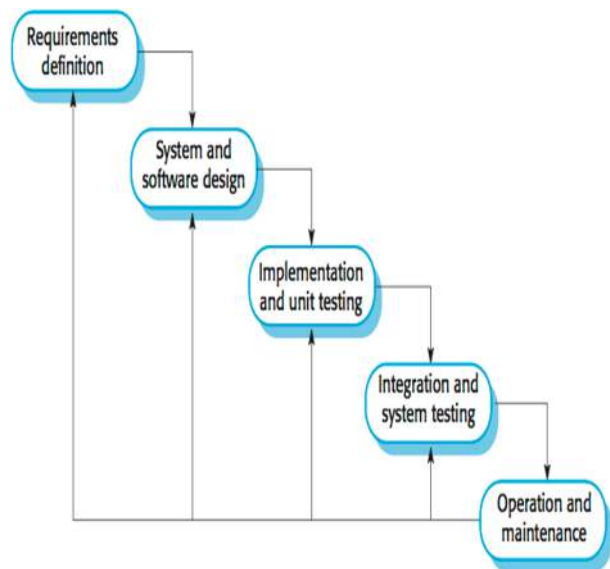 Requirements
definition
System and
software design
Implementation
and unit testing
Integration and
system testing
Operation and
maintenance